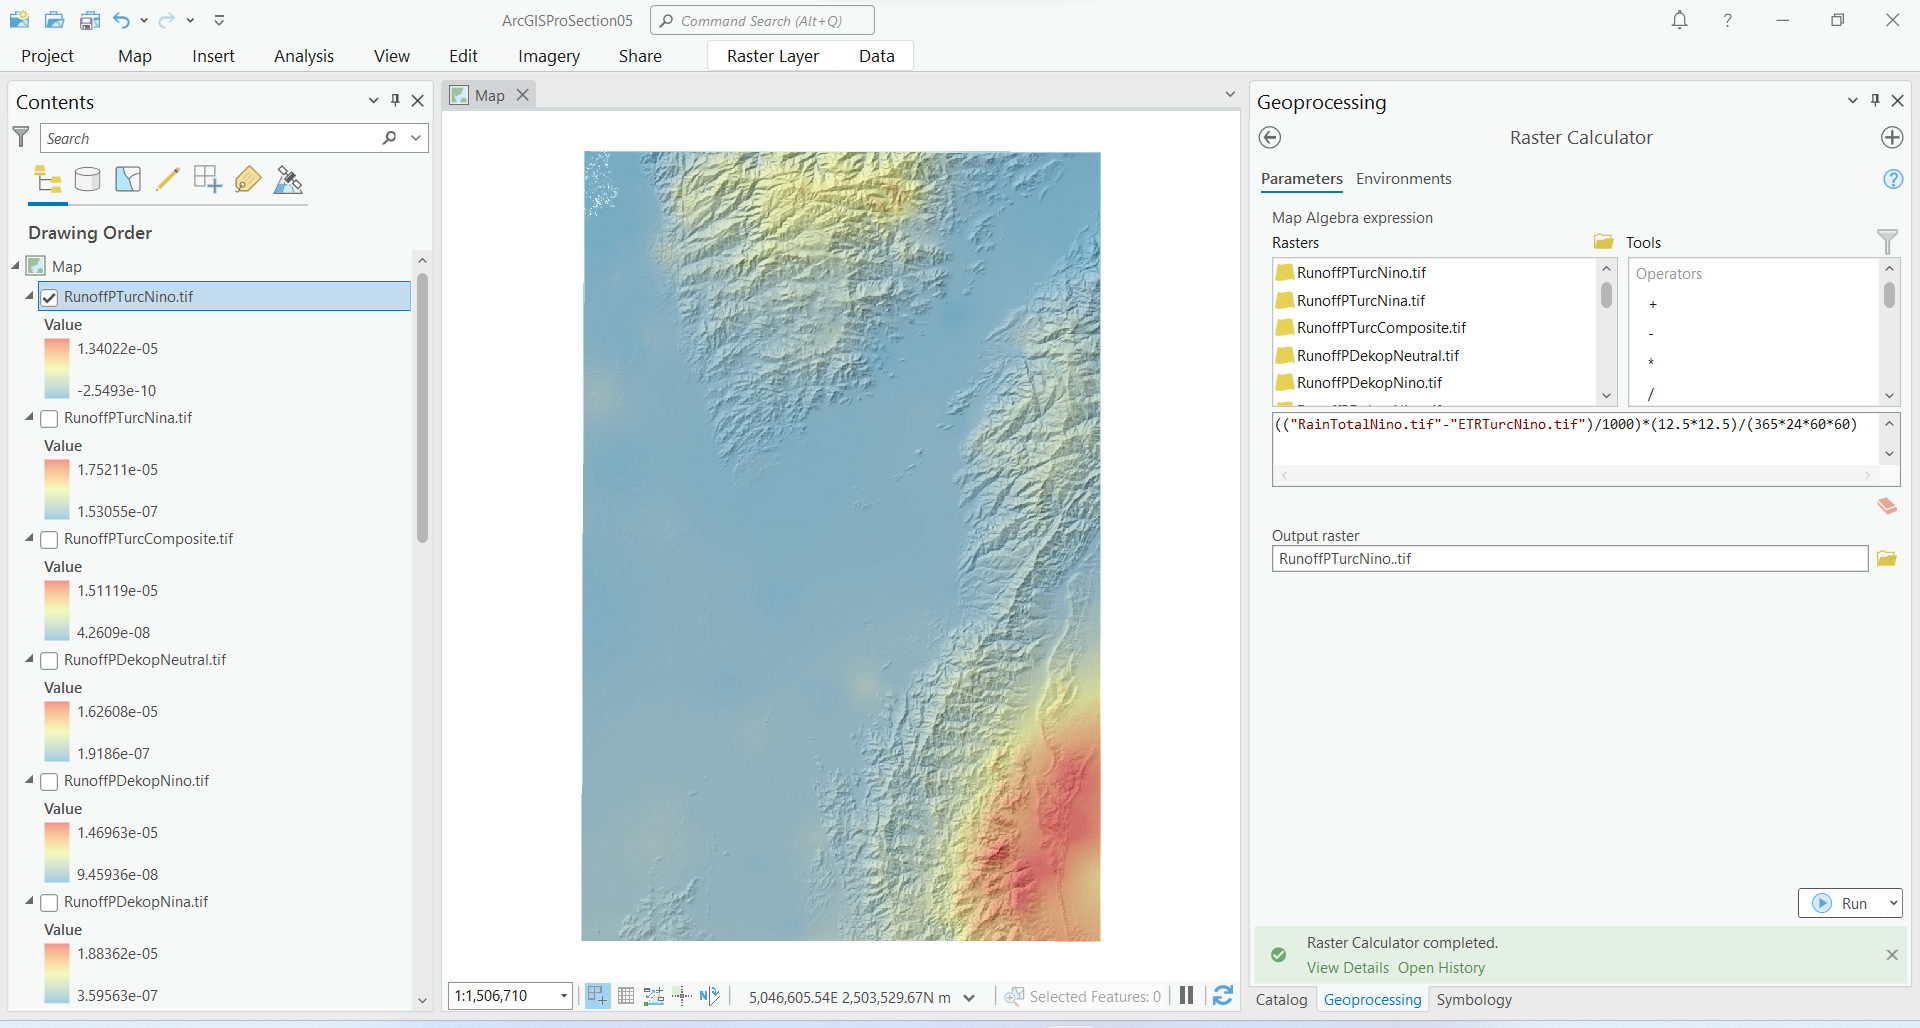 ArcGISProSection05
Command Search (Alt+Q)
?
Project Map Insert Analysis View Edit Imagery Share Raster Layer Data
Contents
Search
Drawing Order
Map
RunoffPTurcNino.tif
Value
1.34022e-05
-2.5493e-10
RunoffPTurcNina.tif
Value
1.75211e-05
1.53055e-07
RunoffPTurcComposite.tif
Value
1.51119e-05
4.2609e-08
RunoffPDekopNeutral.tif
Value
1.62608e-05
1.9186e-07
RunoffPDekopNino.tif
Value
1.46963e-05
9.45936e-08
RunoffPDekopNina.tif
Value
1.88362e-05
3.59563e-07
Map
1:1,506,710
5,046,605.54E 2,503,529.67N m
Selected Features: 0
Geoprocessing
Raster Calculator
Parameters Environments
?
Map Algebra expression
Rasters
RunoffPTurcNino.tif
RunoffPTurcNina.tif
RunoffPTurcComposite.tif
RunoffPDekopNeutral.tif
RunoffPDekopNino.tif
Tools
Operators
+
-
*
/
(("RainTotalNino.tif"-"ETRTurcNino.tif")/1000)*(12.5*12.5)/(365*24*60*60)
Output raster
RunoffPTurcNino..tif
Run
Raster Calculator completed.
View Details Open History
Catalog Geoprocessing Symbology